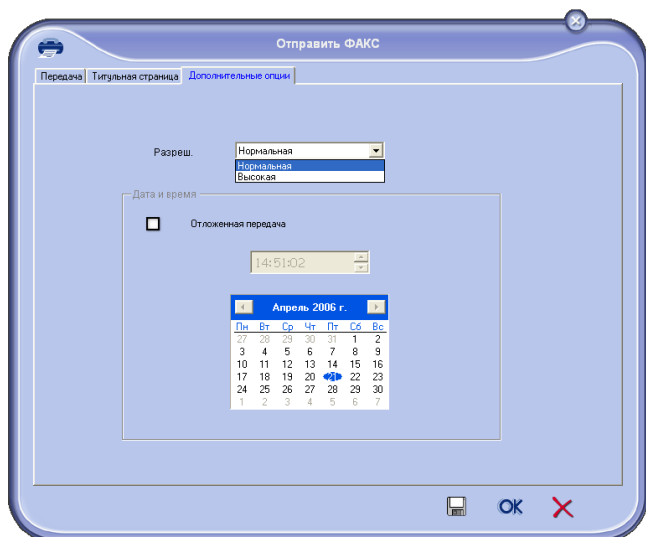 Отправить ФАКС
Передача Титульная страница Дополнительные опции
Разреш. Нормальная
Нормальная
Высокая
Дата и время
Отложенная передача
14:51:02
Апрель 2006 г.
Пн Вт Ср Чт Пт Сб Вс
27 28 29 30 31 1 2
3 4 5 6 7 8 9
10 11 12 13 14 15 16
17 18 19 20 21 22 23
24 25 26 27 28 29 30
1 2 3 4 5 6 7
OK